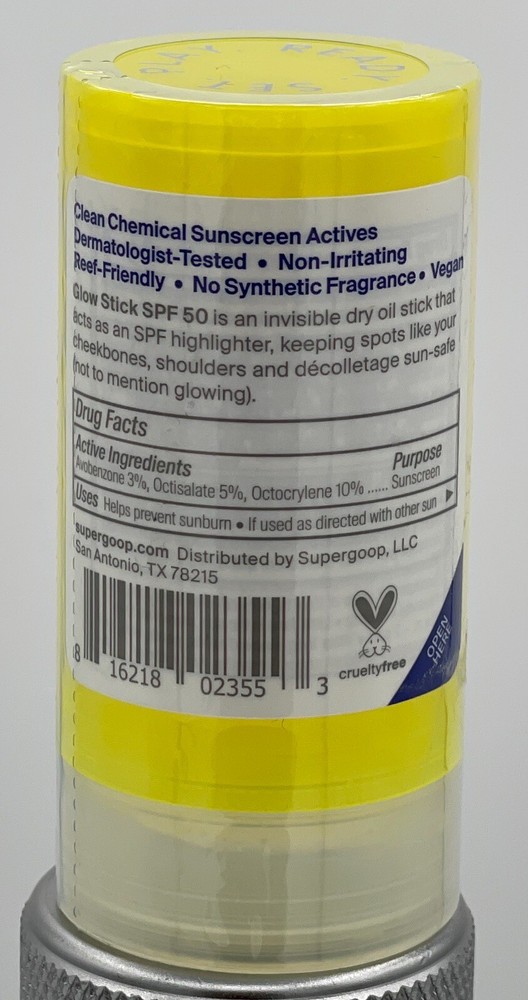 PLAY READY SET
Clean Chemical Sunscreen Actives
Dermatologist-Tested • Non-Irritating
Reef-Friendly • No Synthetic Fragrance • Vegan
Glow Stick SPF 50 is an invisible dry oil stick that
acts as an SPF highlighter, keeping spots like your
cheekbones, shoulders and décolletage sun-safe
(not to mention glowing).
Drug Facts
Active Ingredients Purpose
Avobenzone 3%, Octisalate 5%, Octocrylene 10% ...... Sunscreen
Uses Helps prevent sunburn • If used as directed with other sun ▶
supergoop.com Distributed by Supergoop, LLC
San Antonio, TX 78215
8 16218 02355 3
crueltyfree
OPEN
HERE